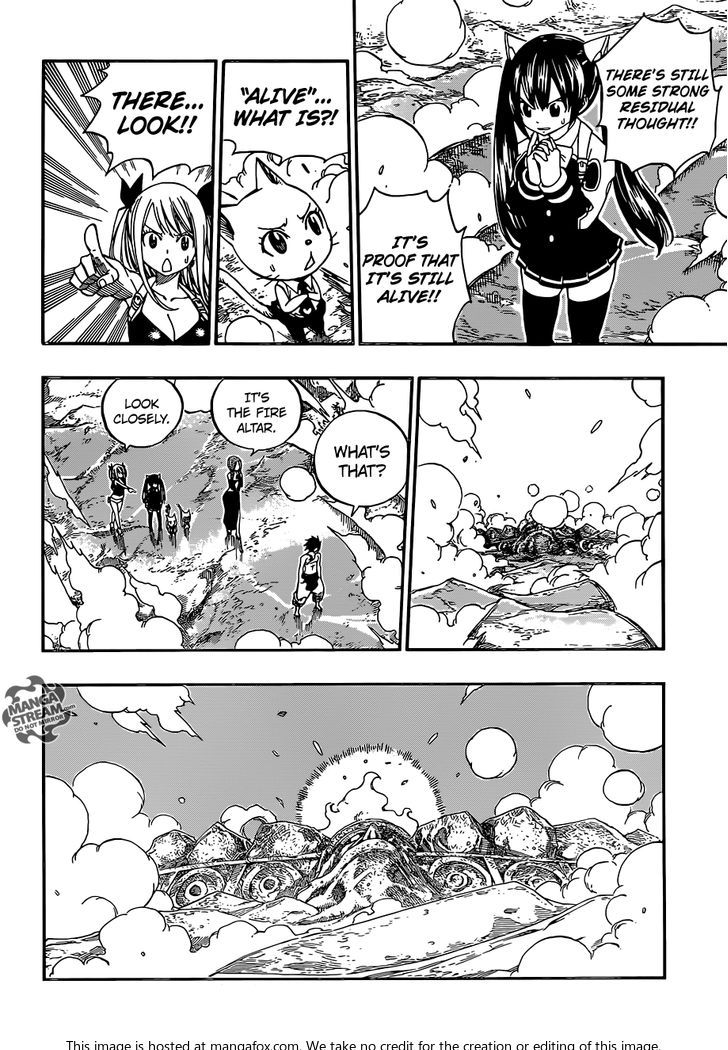 THERE'S STILL
SOME STRONG
RESIDUAL
THOUGHT!!
IT'S
PROOF THAT
IT'S STILL
ALIVE!!
"ALIVE"...
WHAT IS?!
THERE...
LOOK!!
WHAT'S
THAT?
IT'S
THE FIRE
ALTAR.
LOOK
CLOSELY.
MANGA
STREAM.com
DO NOT MIRROR
This image is hosted at mangafox.com. We take no credit for the creation or editing of this image.